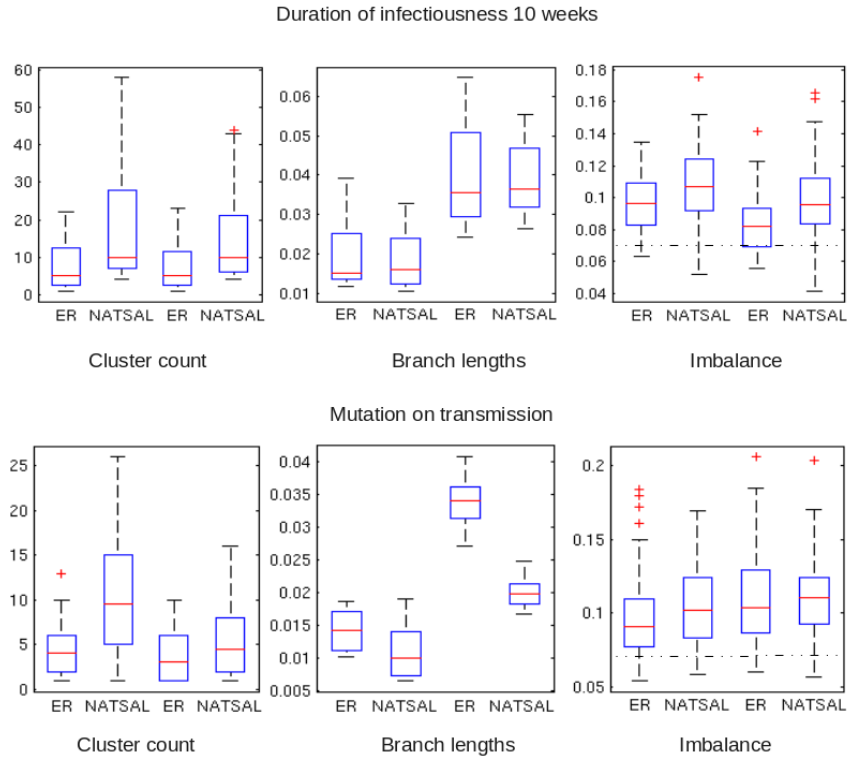 Duration of infectiousness 10 weeks
60
50
40
30
20
10
0
ER NATSAL ER NATSAL
Cluster count
0.06
0.05
0.04
0.03
0.02
0.01
ER NATSAL ER NATSAL
Branch lengths
0.18
0.16
0.14
0.12
0.1
0.08
0.06
0.04
ER NATSAL ER NATSAL
Imbalance
Mutation on transmission
25
20
15
10
5
0
ER NATSAL ER NATSAL
Cluster count
0.04
0.035
0.03
0.025
0.02
0.015
0.01
0.005
ER NATSAL ER NATSAL
Branch lengths
0.2
0.15
0.1
0.05
ER NATSAL ER NATSAL
Imbalance